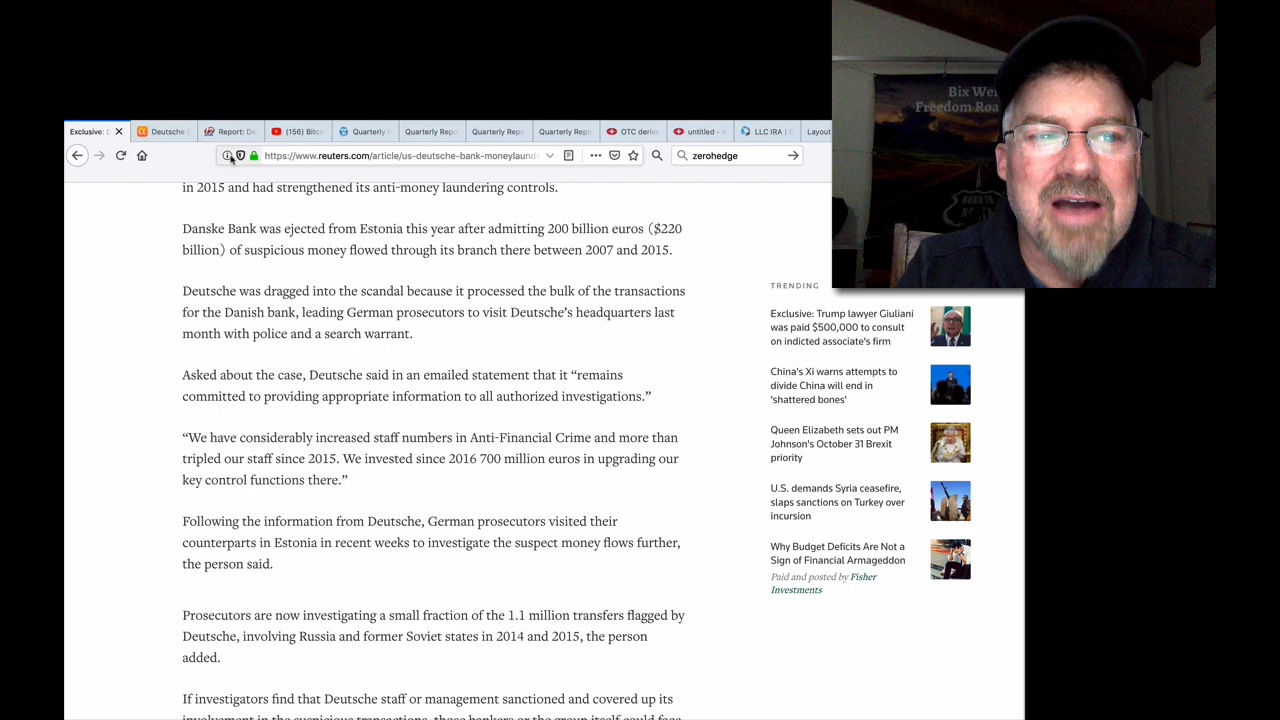 Bix Wei
Freedom Roa
Exclusive: D
Deutsche B
Report: De
(156) Bitco
Quarterly R
Quarterly Repo
Quarterly Repo
Quarterly Repo
OTC deriva
untitled - d
LLC IRA | R
Layout
https://www.reuters.com/article/us-deutsche-bank-moneylaund
zerohedge
in 2015 and had strengthened its anti-money laundering controls.
Danske Bank was ejected from Estonia this year after admitting 200 billion euros ($220
billion) of suspicious money flowed through its branch there between 2007 and 2015.
Deutsche was dragged into the scandal because it processed the bulk of the transactions
for the Danish bank, leading German prosecutors to visit Deutsche’s headquarters last
month with police and a search warrant.
Asked about the case, Deutsche said in an emailed statement that it “remains
committed to providing appropriate information to all authorized investigations.”
“We have considerably increased staff numbers in Anti-Financial Crime and more than
tripled our staff since 2015. We invested since 2016 700 million euros in upgrading our
key control functions there.”
Following the information from Deutsche, German prosecutors visited their
counterparts in Estonia in recent weeks to investigate the suspect money flows further,
the person said.
Prosecutors are now investigating a small fraction of the 1.1 million transfers flagged by
Deutsche, involving Russia and former Soviet states in 2014 and 2015, the person
added.
If investigators find that Deutsche staff or management sanctioned and covered up its
involvement in the suspicious transactions, those bankers or the group itself could face
TRENDING
Exclusive: Trump lawyer Giuliani
was paid $500,000 to consult
on indicted associate's firm
China's Xi warns attempts to
divide China will end in
'shattered bones'
Queen Elizabeth sets out PM
Johnson's October 31 Brexit
priority
U.S. demands Syria ceasefire,
slaps sanctions on Turkey over
incursion
Why Budget Deficits Are Not a
Sign of Financial Armageddon
Paid and posted by Fisher
Investments